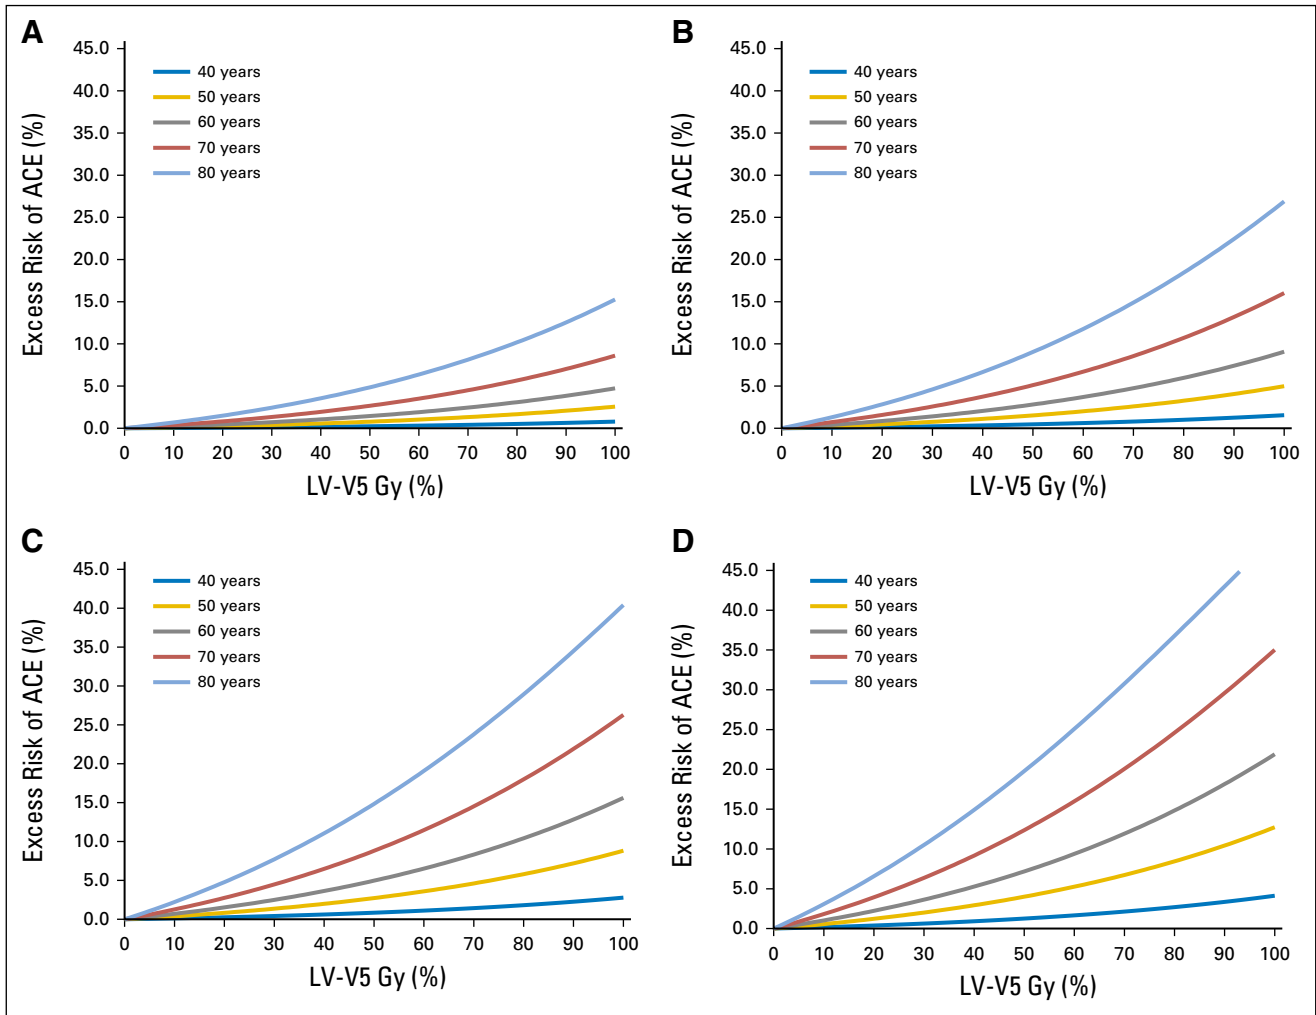 A
Excess Risk of ACE (%)
45.0
40.0
35.0
30.0
25.0
20.0
15.0
10.0
5.0
0.0
40 years
50 years
60 years
70 years
80 years
0 10 20 30 40 50 60 70 80 90 100
LV-V5 Gy (%)
B
Excess Risk of ACE (%)
45.0
40.0
35.0
30.0
25.0
20.0
15.0
10.0
5.0
0.0
40 years
50 years
60 years
70 years
80 years
0 10 20 30 40 50 60 70 80 90 100
LV-V5 Gy (%)
C
Excess Risk of ACE (%)
45.0
40.0
35.0
30.0
25.0
20.0
15.0
10.0
5.0
0.0
40 years
50 years
60 years
70 years
80 years
0 10 20 30 40 50 60 70 80 90 100
LV-V5 Gy (%)
D
Excess Risk of ACE (%)
45.0
40.0
35.0
30.0
25.0
20.0
15.0
10.0
5.0
0.0
40 years
50 years
60 years
70 years
80 years
0 10 20 30 40 50 60 70 80 90 100
LV-V5 Gy (%)